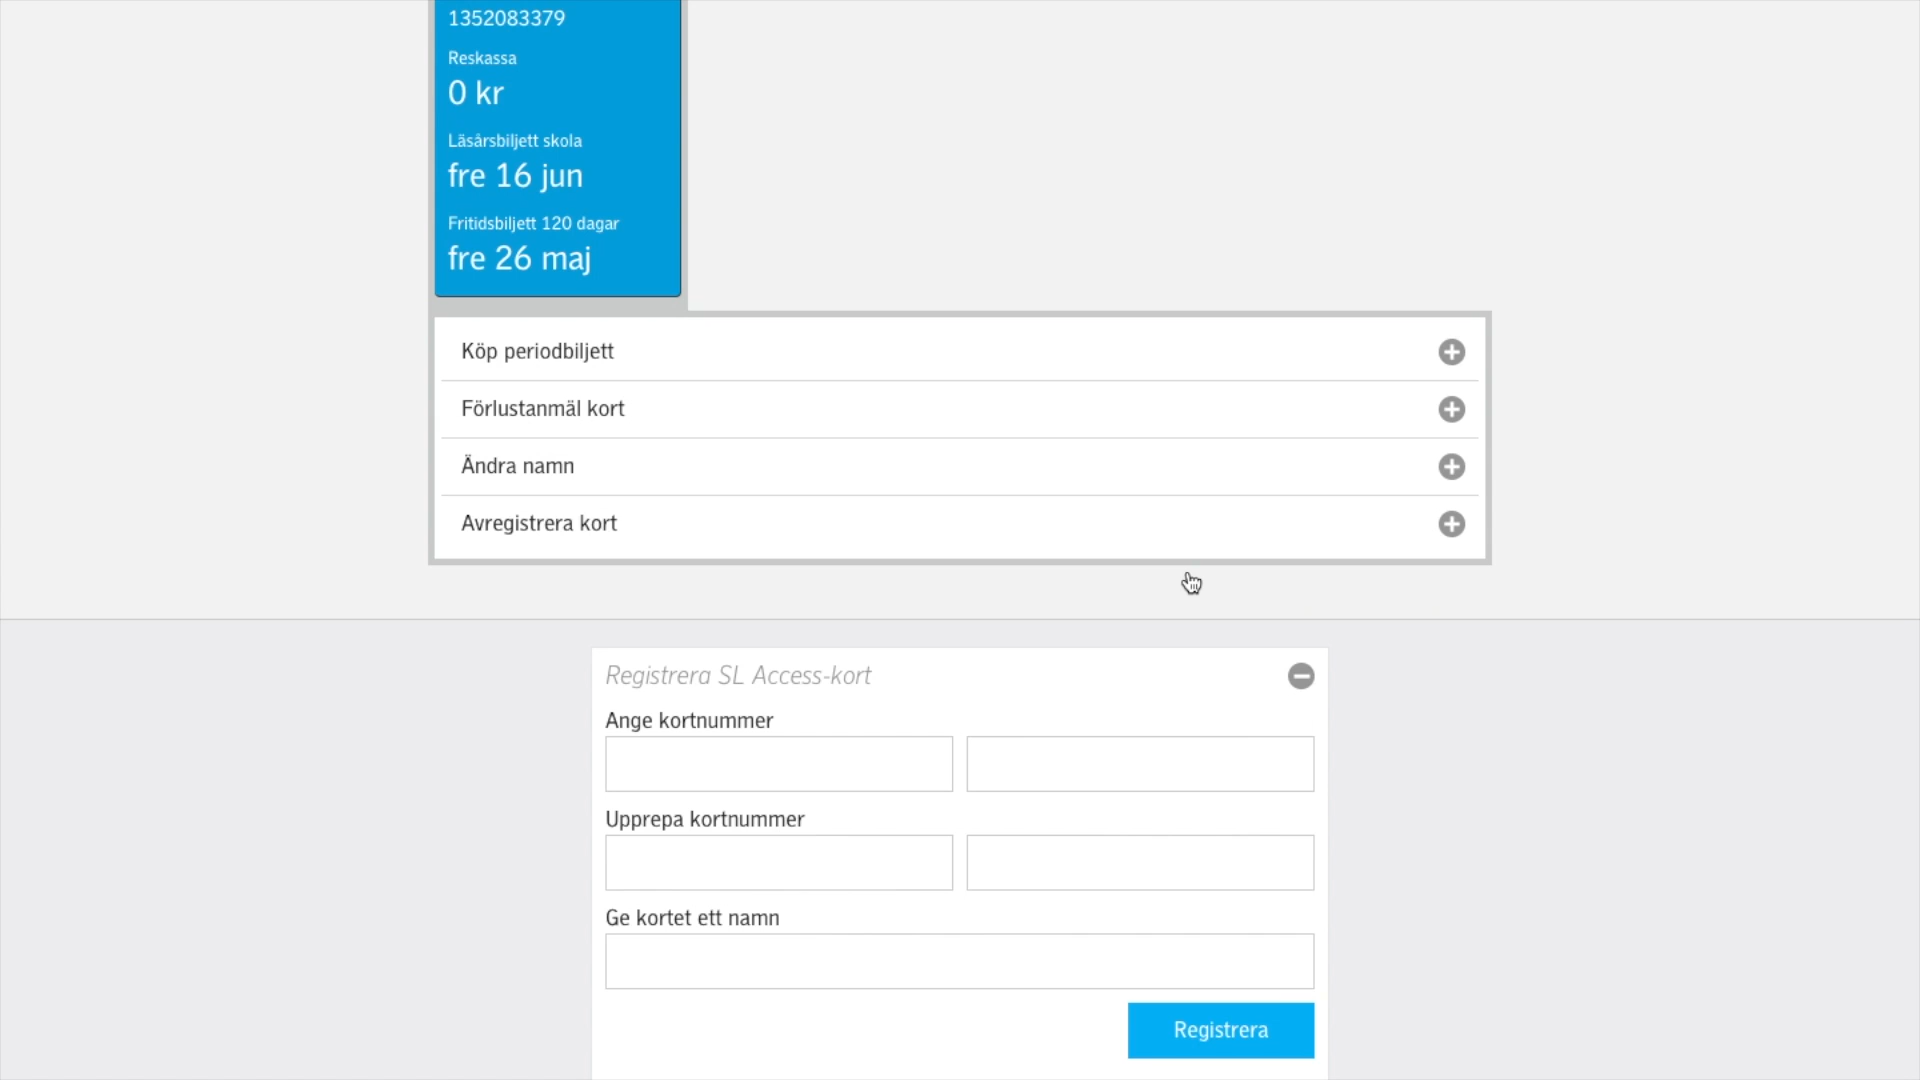 1352083379
Reskassa
0 kr
Läsårsbiljett skola
fre 16 jun
Fritidsbiljett 120 dagar
fre 26 maj
Köp periodbiljett
Förlustanmäl kort
Ändra namn
Avregistrera kort
Registrera SL Access-kort
Ange kortnummer
Upprepa kortnummer
Ge kortet ett namn
Registrera